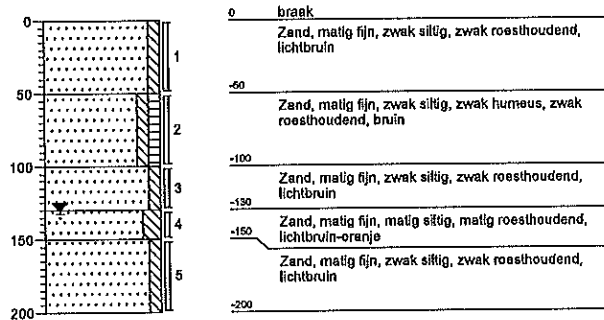 0
50
100
150
200
1
2
3
4
5
0 braak
Zand, matig fijn, zwak siltig, zwak roesthoudend,
lichtbruin
-50
Zand, matig fijn, zwak siltig, zwak humeus, zwak
roesthoudend, bruin
-100
Zand, matig fijn, zwak siltig, zwak roesthoudend,
lichtbruin
-130
Zand, matig fijn, matig siltig, matig roesthoudend,
lichtbruin-oranje
-150
Zand, matig fijn, zwak siltig, zwak roesthoudend,
lichtbruin
-200